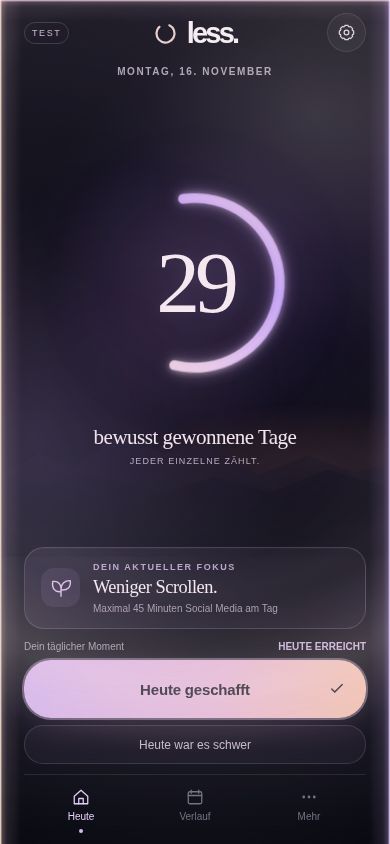 TEST
less.
MONTAG, 16. NOVEMBER
29
bewusst gewonnene Tage
JEDER EINZELNE ZÄHLT.
DEIN AKTUELLER FOKUS
Weniger Scrollen.
Maximal 45 Minuten Social Media am Tag
Dein täglicher Moment
HEUTE ERREICHT
Heute geschafft
Heute war es schwer
Heute
Verlauf
Mehr